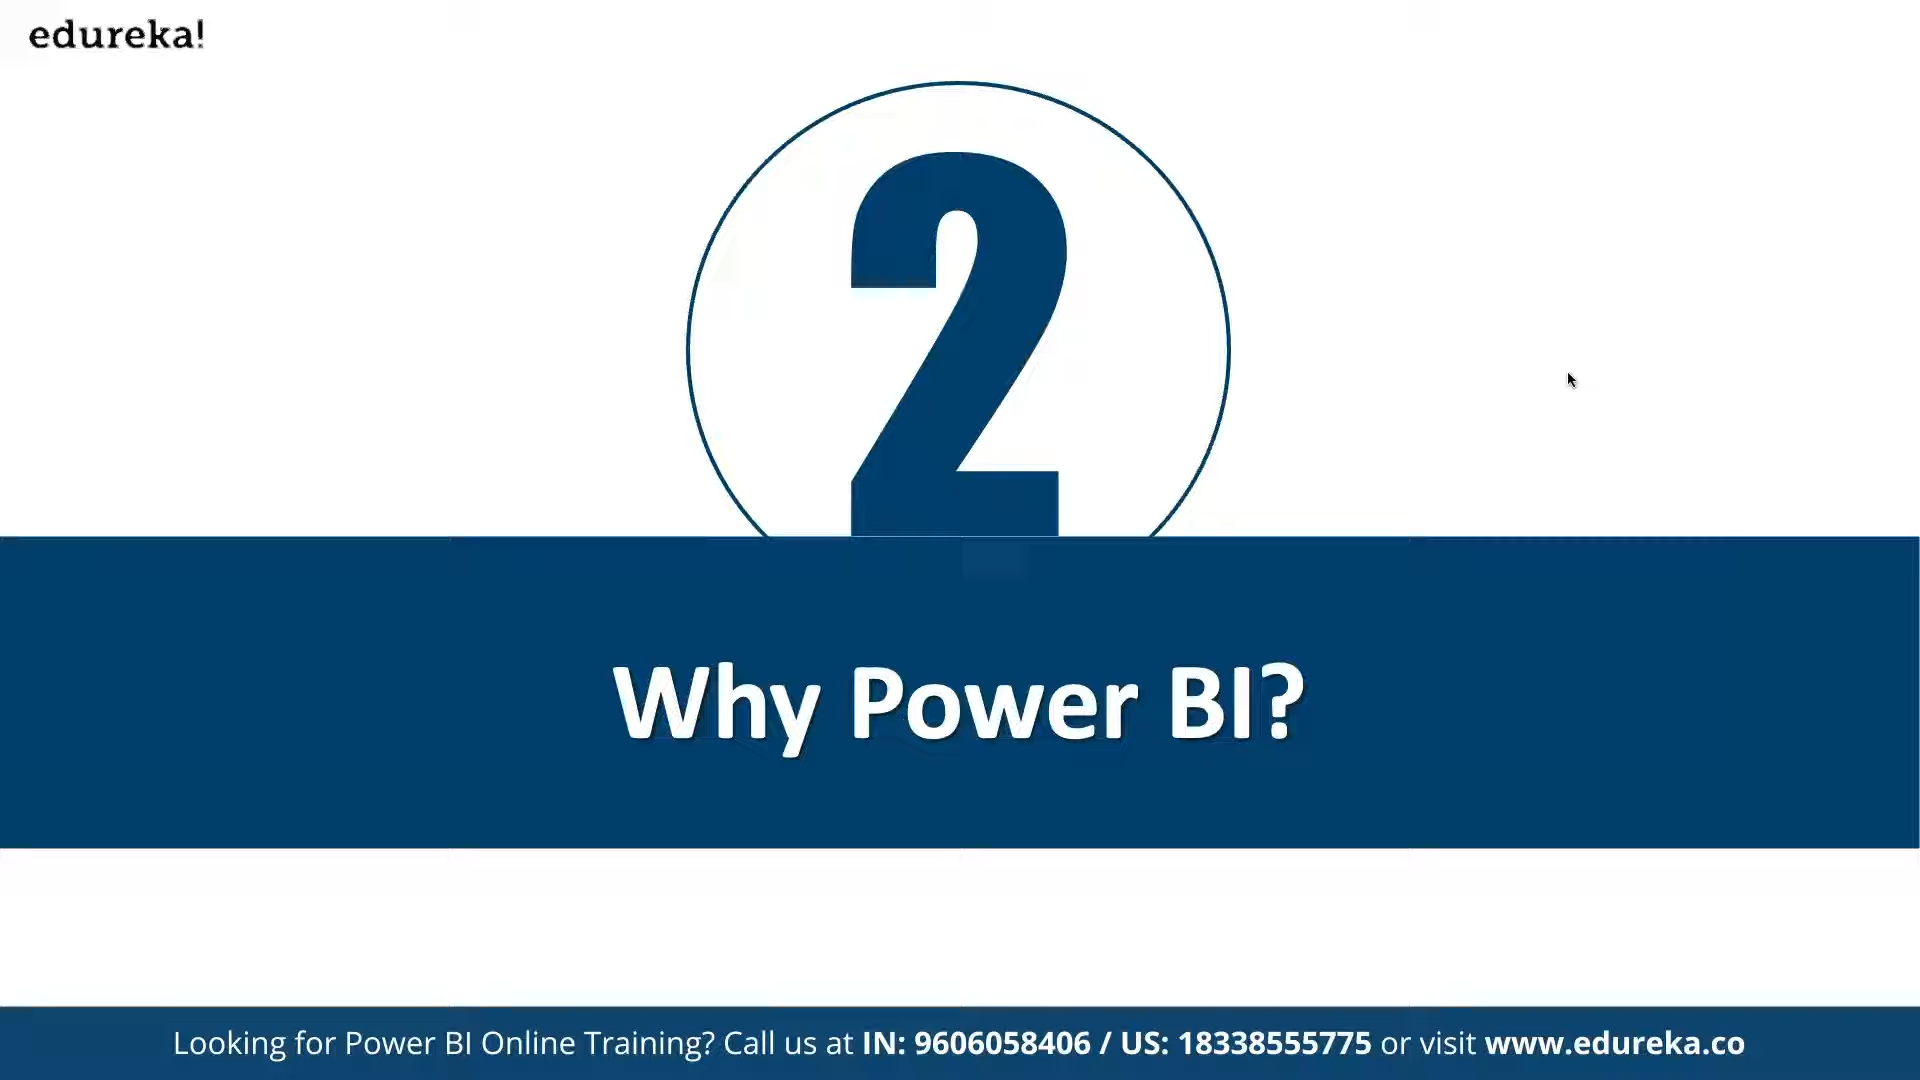 edureka!
2
Why Power BI?
Looking for Power BI Online Training? Call us at IN: 9606058406 / US: 18338555775 or visit www.edureka.co